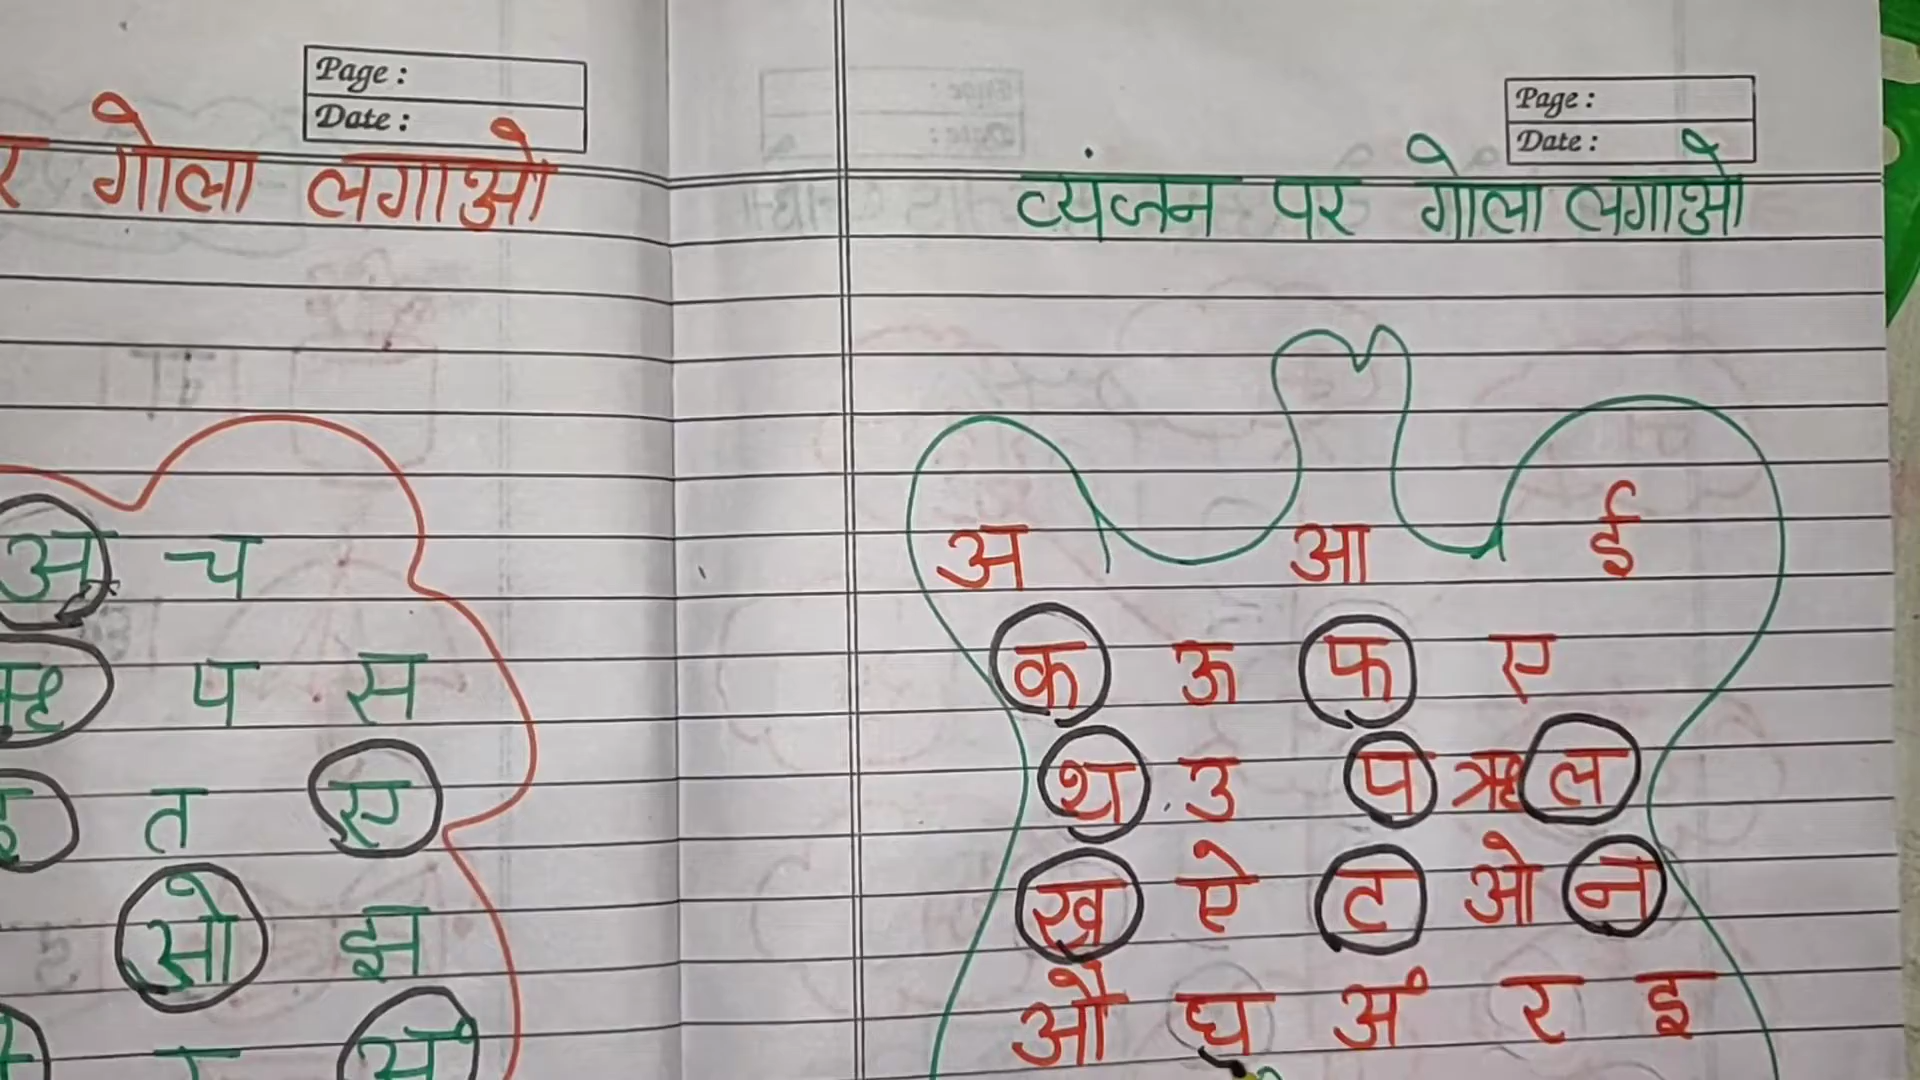 Page :
Date :
र गोला लगाओ
अ च
ऋ प स
इ त ए
ओ झ
अं
Page :
Date :
व्यंजन पर गोला लगाओ
अ आ ई
क ऊ फ ए
थ उ प ऋ ल
ख ऐ ट ओ न
औ घ अं र इ